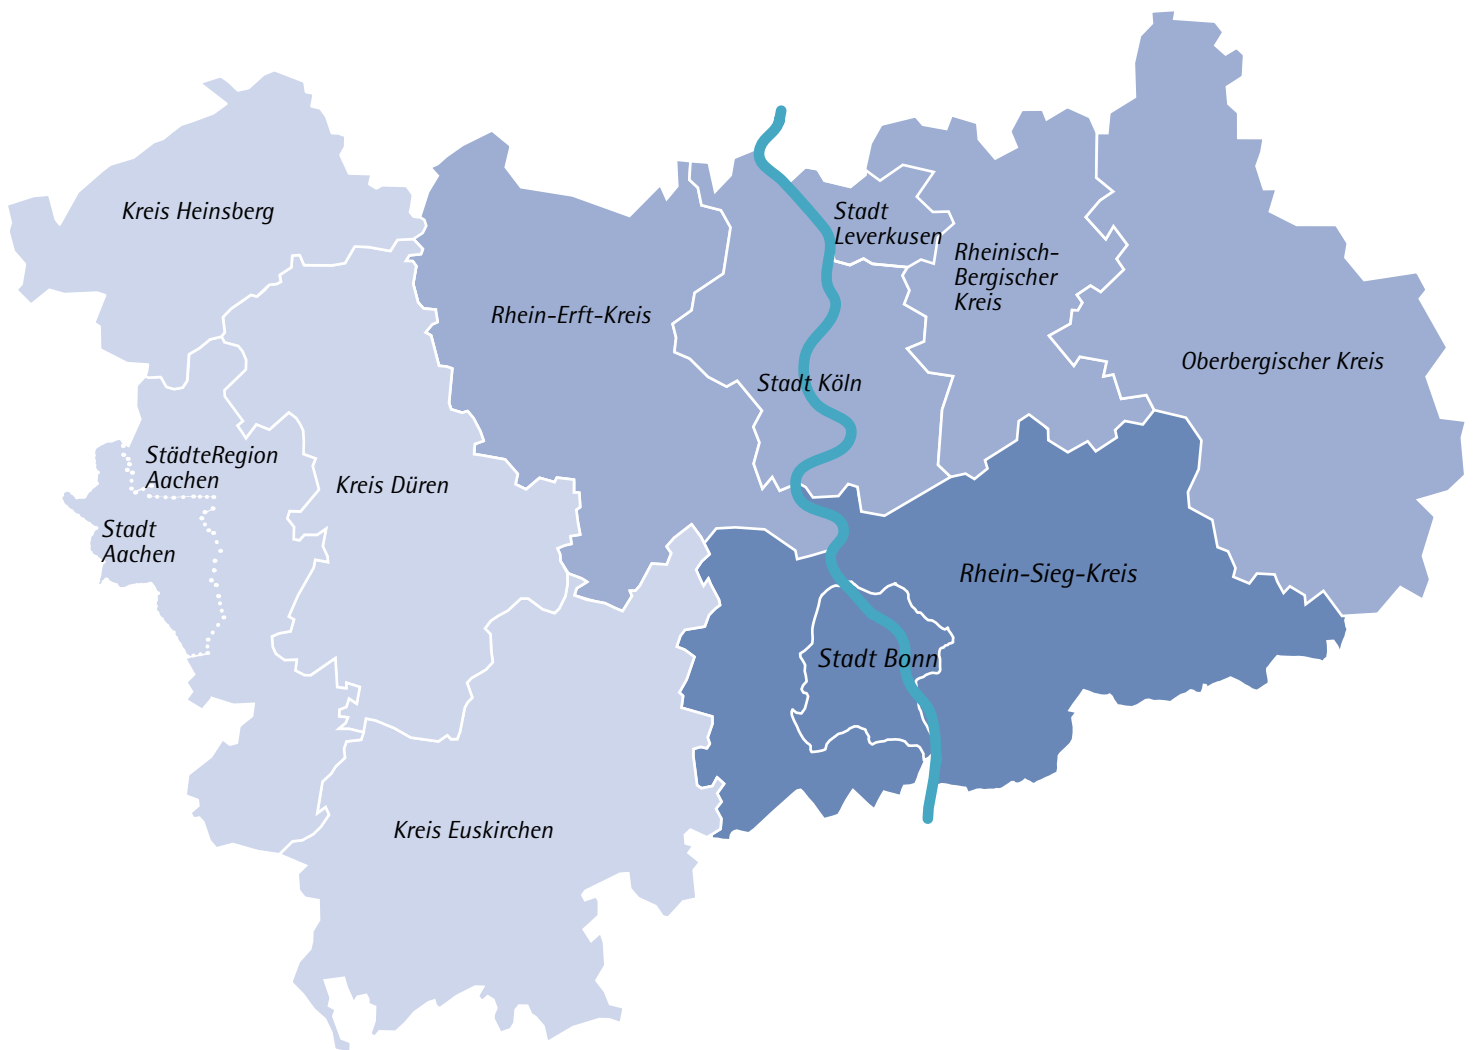 Kreis Heinsberg
Stadt
Leverkusen
Rheinisch-
Bergischer
Kreis
Rhein-Erft-Kreis
Oberbergischer Kreis
Stadt Köln
StädteRegion
Aachen
Kreis Düren
Stadt
Aachen
Rhein-Sieg-Kreis
Stadt Bonn
Kreis Euskirchen